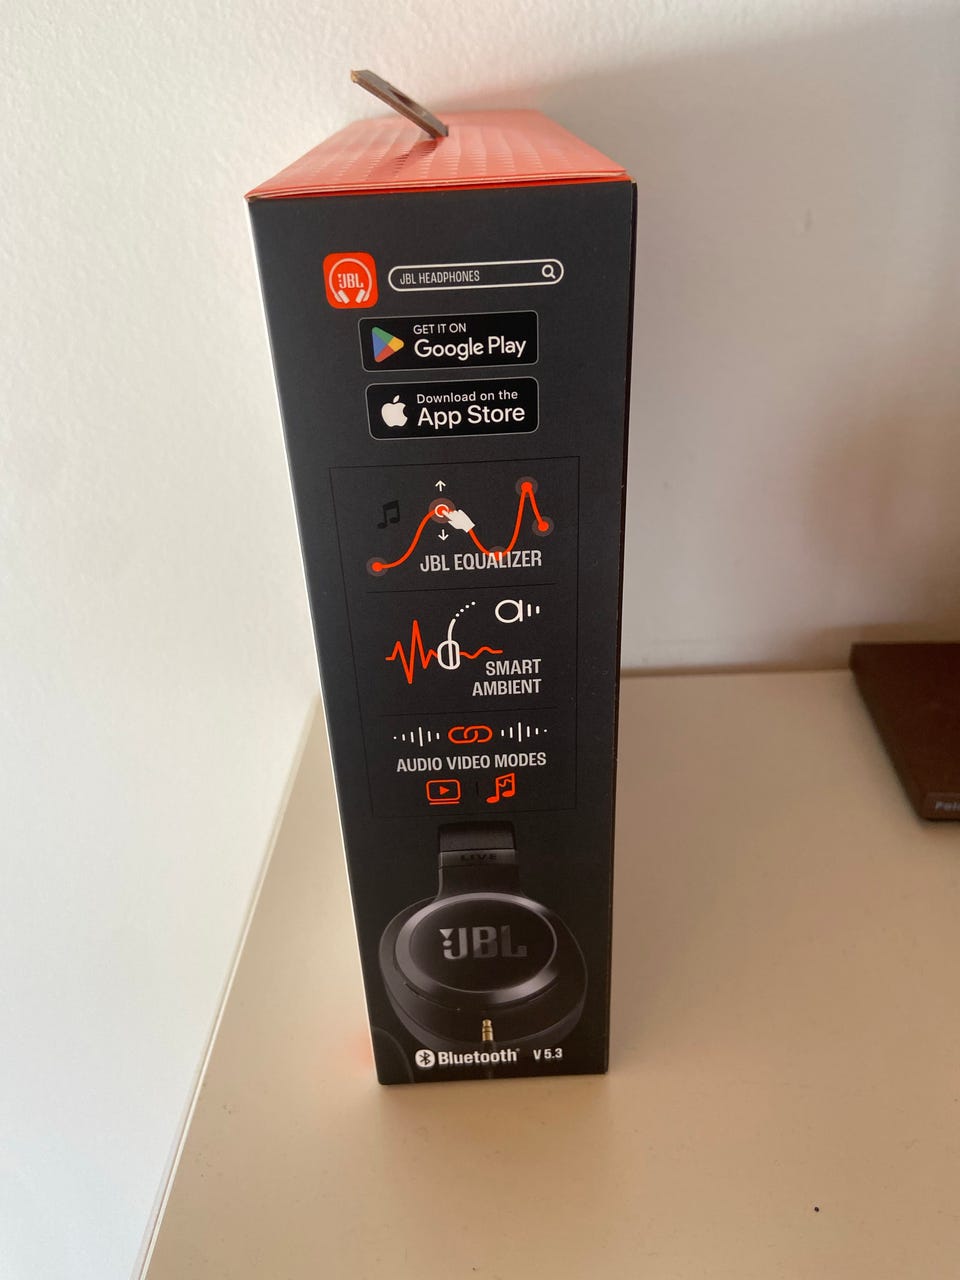 JBL
JBL HEADPHONES
GET IT ON
Google Play
Download on the
App Store
JBL EQUALIZER
SMART
AMBIENT
AUDIO VIDEO MODES
LIVE
JBL
Bluetooth® V 5.3